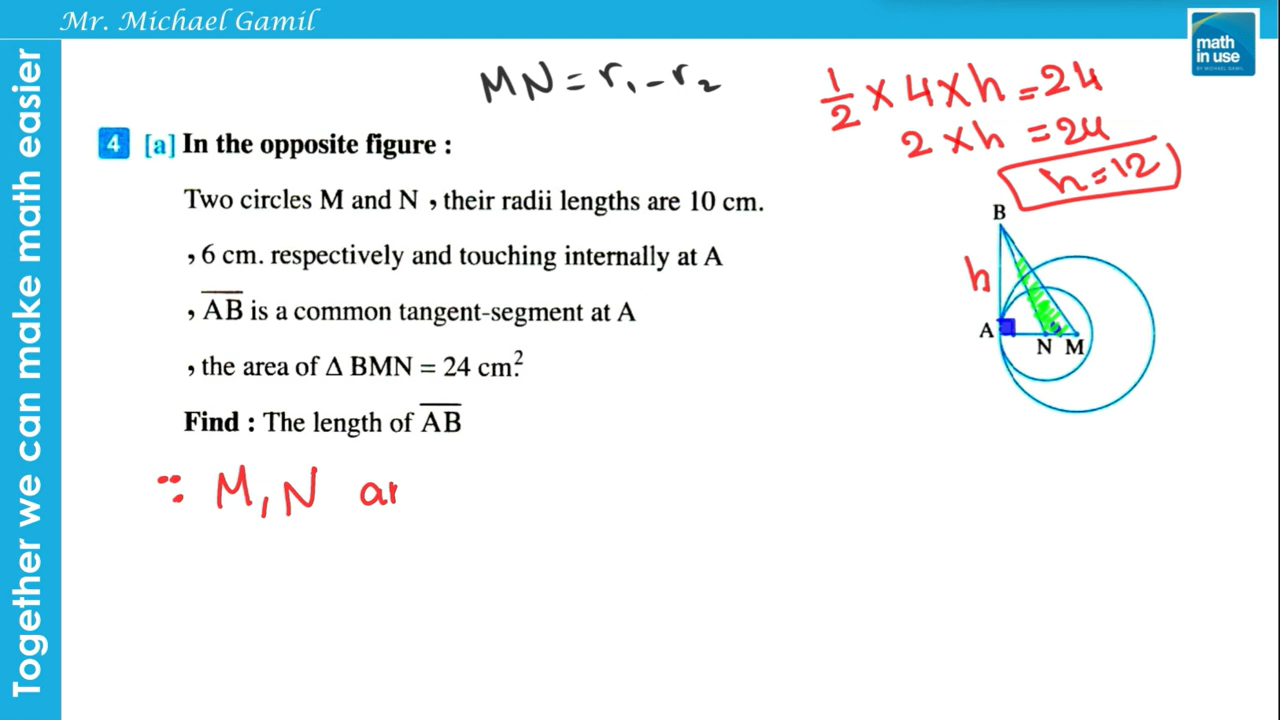 Mr. Michael Gamil
math
in use
BY MICHAEL GAMIL
Together we can make math easier
MN = r₁ - r₂
1/2 × 4 × h = 24
2 × h = 24
h = 12
4 [a] In the opposite figure :
Two circles M and N , their radii lengths are 10 cm.
, 6 cm. respectively and touching internally at A
, AB is a common tangent-segment at A
, the area of Δ BMN = 24 cm².
Find : The length of AB
B
h
A
N M
∵ M, N ar